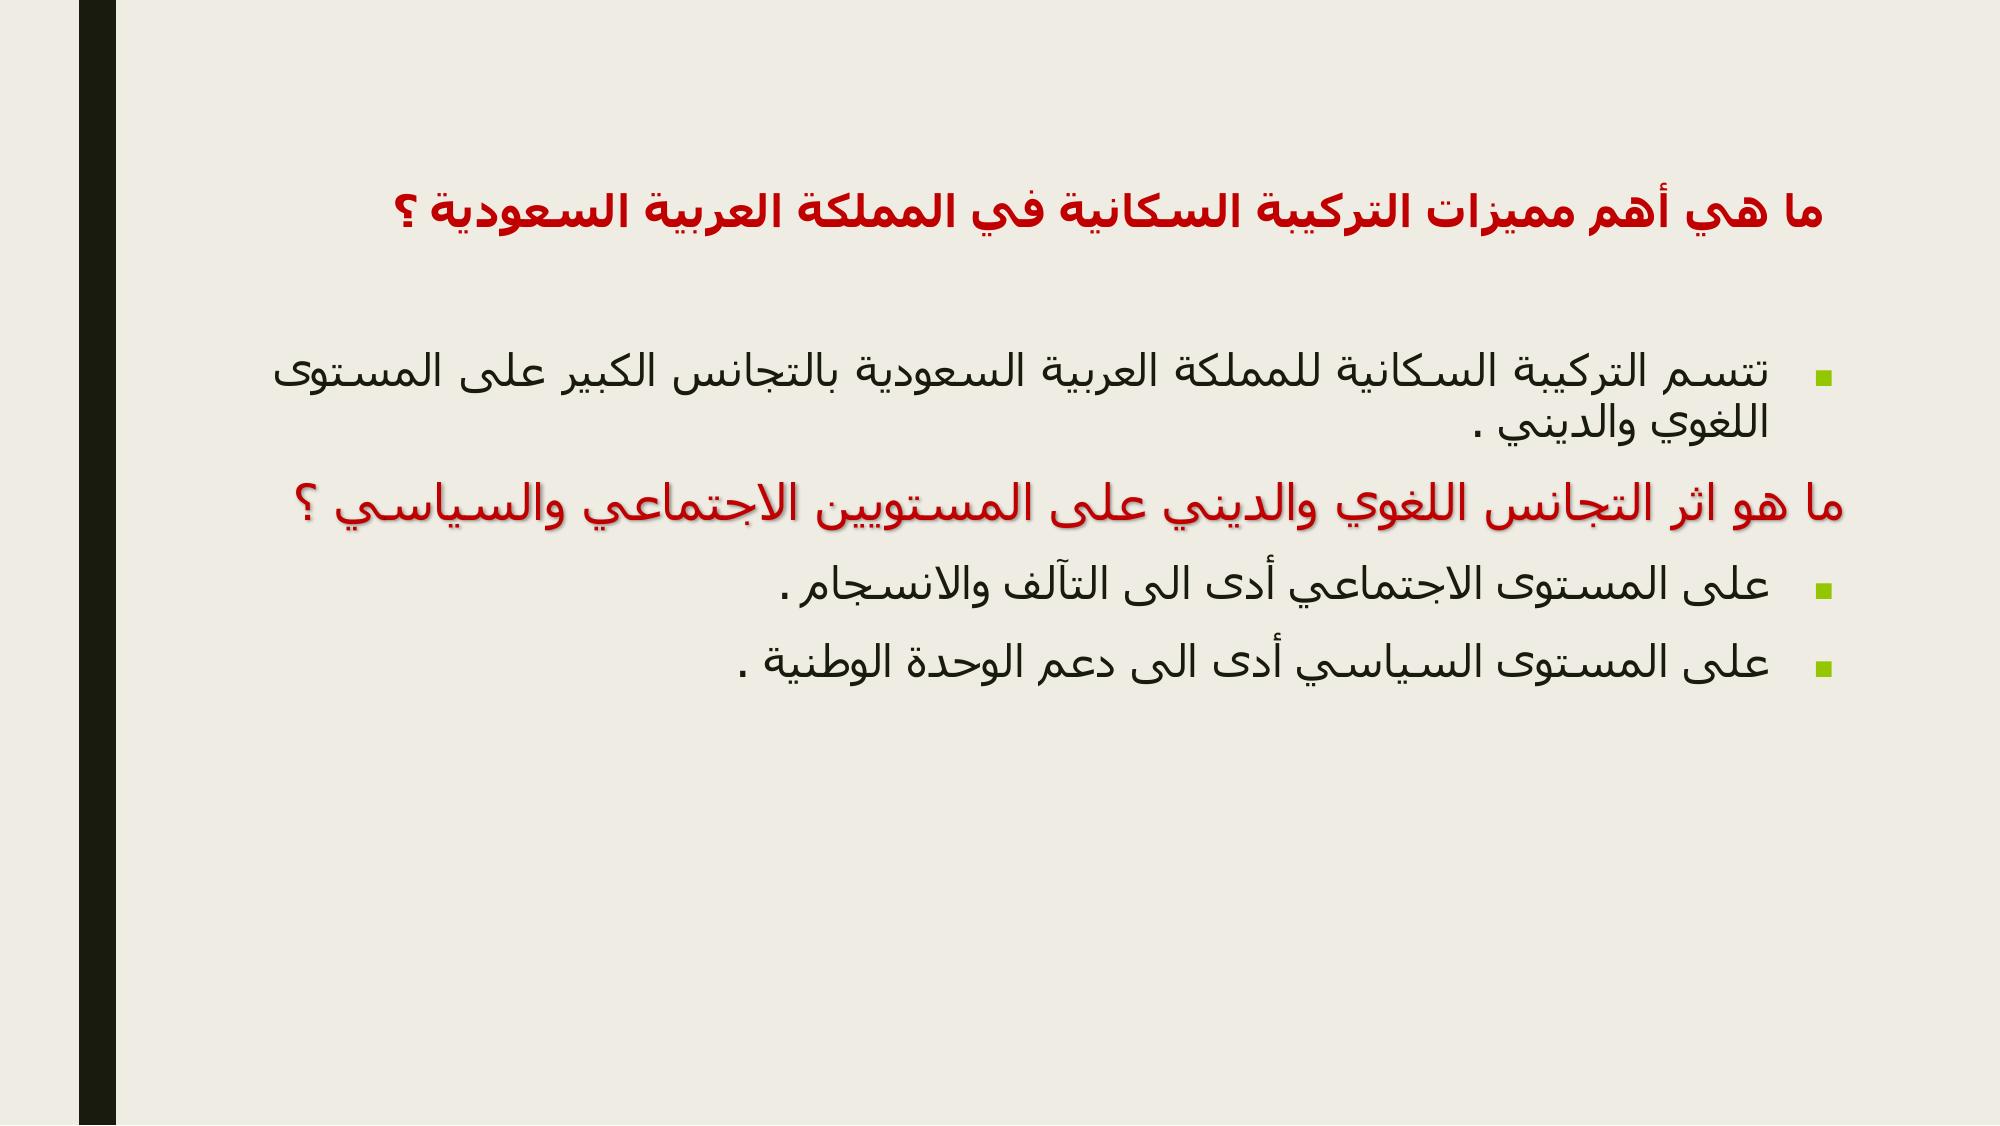 ما هي أهم مميزات التركيبة السكانية في المملكة العربية السعودية ؟
▪ تتسم التركيبة السكانية للمملكة العربية السعودية بالتجانس الكبير على المستوى
اللغوي والديني .
ما هو اثر التجانس اللغوي والديني على المستويين الاجتماعي والسياسي ؟
▪ على المستوى الاجتماعي أدى الى التآلف والانسجام .
▪ على المستوى السياسي أدى الى دعم الوحدة الوطنية .